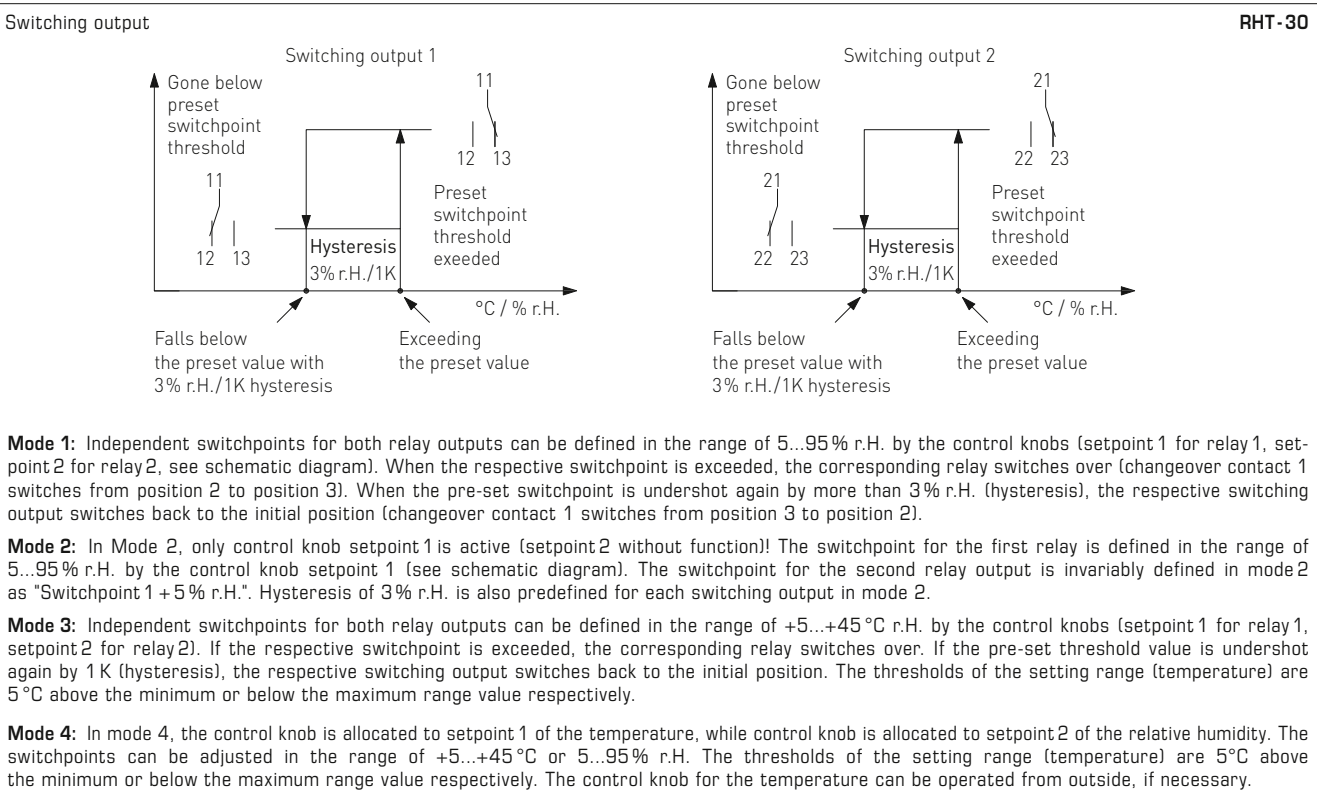 Switching output
RHT-30
Switching output 1
Gone below
preset
switchpoint
threshold
11
12 13
11
12 13
Preset
switchpoint
threshold
exeeded
Hysteresis
3% r.H./1K
°C / % r.H.
Falls below
the preset value with
3% r.H./1K hysteresis
Exceeding
the preset value
Switching output 2
Gone below
preset
switchpoint
threshold
21
22 23
21
22 23
Preset
switchpoint
threshold
exeeded
Hysteresis
3% r.H./1K
°C / % r.H.
Falls below
the preset value with
3% r.H./1K hysteresis
Exceeding
the preset value
Mode 1: Independent switchpoints for both relay outputs can be defined in the range of 5...95% r.H. by the control knobs (setpoint 1 for relay 1, set-
point 2 for relay 2, see schematic diagram). When the respective switchpoint is exceeded, the corresponding relay switches over (changeover contact 1
switches from position 2 to position 3). When the pre-set switchpoint is undershot again by more than 3% r.H. (hysteresis), the respective switching
output switches back to the initial position (changeover contact 1 switches from position 3 to position 2).
Mode 2: In Mode 2, only control knob setpoint 1 is active (setpoint 2 without function)! The switchpoint for the first relay is defined in the range of
5...95% r.H. by the control knob setpoint 1 (see schematic diagram). The switchpoint for the second relay output is invariably defined in mode 2
as "Switchpoint 1 + 5% r.H.". Hysteresis of 3% r.H. is also predefined for each switching output in mode 2.
Mode 3: Independent switchpoints for both relay outputs can be defined in the range of +5...+45°C r.H. by the control knobs (setpoint 1 for relay 1,
setpoint 2 for relay 2). If the respective switchpoint is exceeded, the corresponding relay switches over. If the pre-set threshold value is undershot
again by 1 K (hysteresis), the respective switching output switches back to the initial position. The thresholds of the setting range (temperature) are
5°C above the minimum or below the maximum range value respectively.
Mode 4: In mode 4, the control knob is allocated to setpoint 1 of the temperature, while control knob is allocated to setpoint 2 of the relative humidity. The
switchpoints can be adjusted in the range of +5...+45°C or 5...95% r.H. The thresholds of the setting range (temperature) are 5°C above
the minimum or below the maximum range value respectively. The control knob for the temperature can be operated from outside, if necessary.